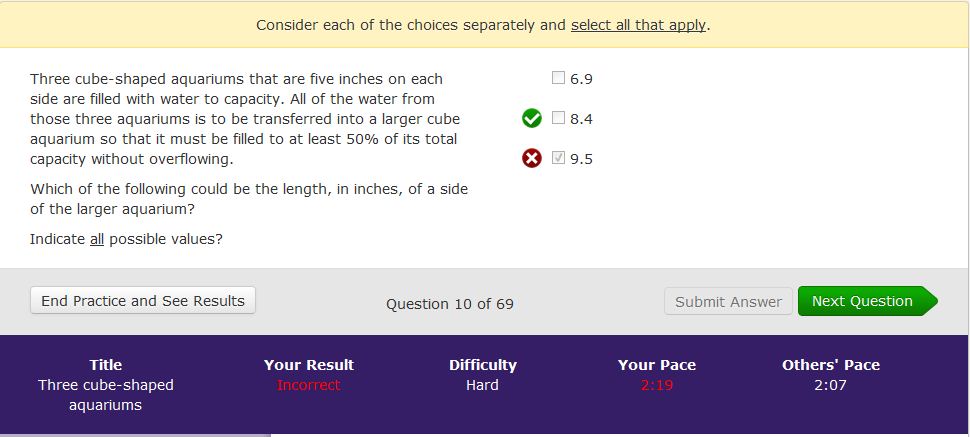 Consider each of the choices separately and select all that apply.
Three cube-shaped aquariums that are five inches on each
side are filled with water to capacity. All of the water from
those three aquariums is to be transferred into a larger cube
aquarium so that it must be filled to at least 50% of its total
capacity without overflowing.
Which of the following could be the length, in inches, of a side
of the larger aquarium?
Indicate all possible values?
6.9
8.4
9.5
End Practice and See Results
Question 10 of 69
Submit Answer
Next Question
Title
Three cube-shaped
aquariums
Your Result
Incorrect
Difficulty
Hard
Your Pace
2:19
Others' Pace
2:07